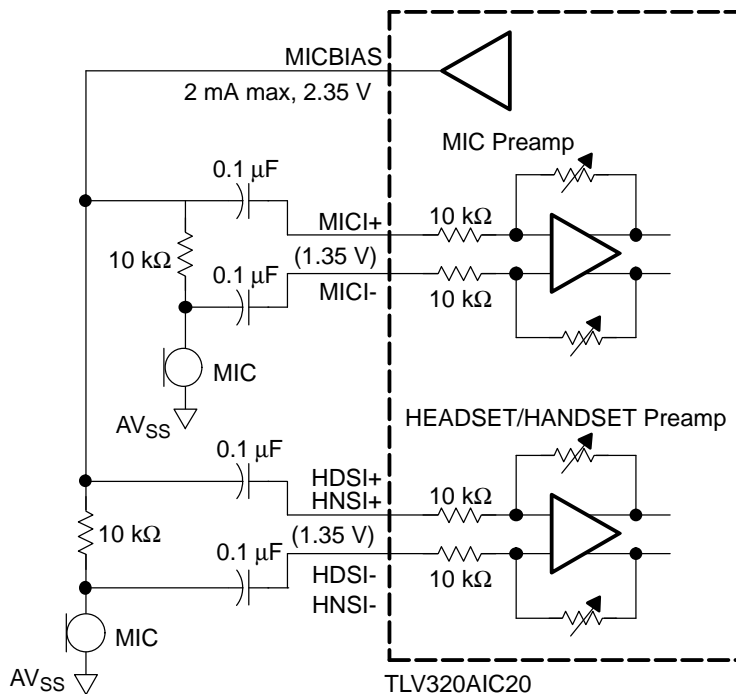 MICBIAS
2 mA max, 2.35 V
MIC Preamp
0.1 μF
MICI+
10 kΩ
10 kΩ
0.1 μF
(1.35 V)
MICI-
10 kΩ
MIC
AVSS
HEADSET/HANDSET Preamp
0.1 μF
HDSI+
HNSI+
10 kΩ
10 kΩ
0.1 μF
(1.35 V)
10 kΩ
HDSI-
HNSI-
MIC
AVSS
TLV320AIC20